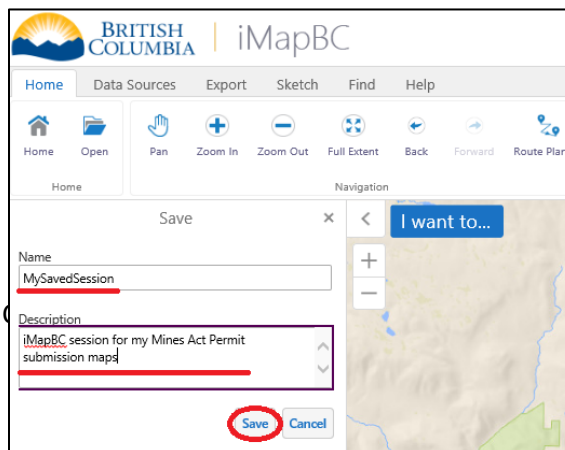 BRITISH
COLUMBIA
iMapBC
Home Data Sources Export Sketch Find Help
Home Open Pan Zoom In Zoom Out Full Extent Back Forward Route Plan
Home Navigation
Save
I want to...
Name
MySavedSession
Description
iMapBC session for my Mines Act Permit
submission maps
Save Cancel